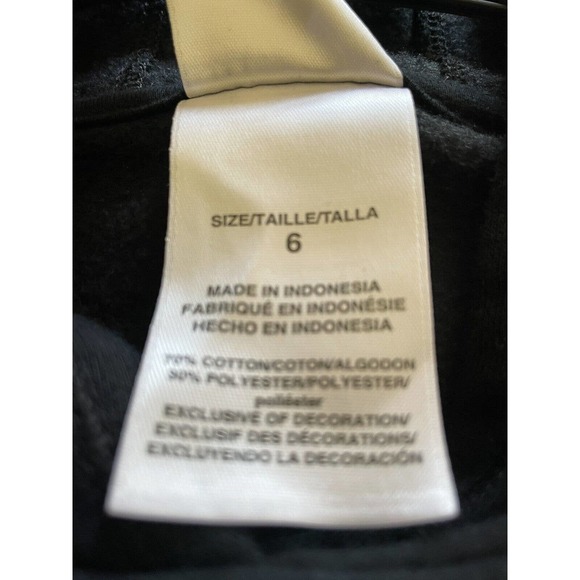 SIZE/TAILLE/TALLA
6
MADE IN INDONESIA
FABRIQUÉ EN INDONÉSIE
HECHO EN INDONESIA
70% COTTON/COTON/ALGODON
30% POLYESTER/POLYESTER/
poliéster
EXCLUSIVE OF DECORATION/
EXCLUSIF DES DÉCORATIONS/
EXCLUYENDO LA DECORACIÓN